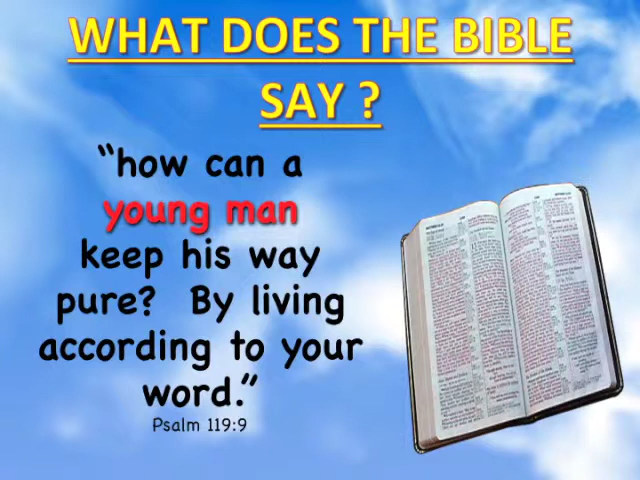 WHAT DOES THE BIBLE
SAY ?
“how can a
young man
keep his way
pure?  By living
according to your
word.”
Psalm 119:9